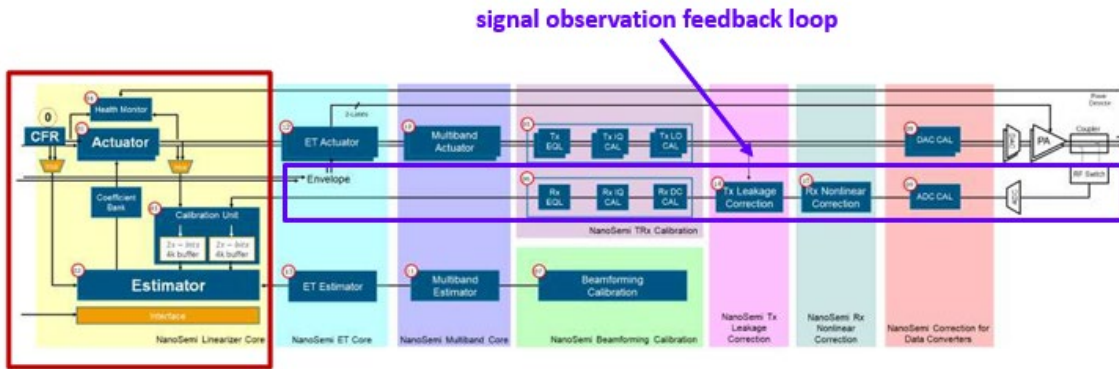 signal observation feedback loop
Health Monitor
0
CFR
Actuator
ET Actuator
Multiband
Actuator
Tx
EQL
Tx IQ
CAL
Tx LO
CAL
DAC CAL
PA
Coupler
Power
Detector
RF Switch
Envelope
Coefficient
Bank
Calibration Unit
4k buffer
4k buffer
Rx
EQL
Rx IQ
CAL
Rx DC
CAL
Tx Leakage
Correction
Rx Nonlinear
Correction
ADC CAL
ADC
NanoSemi TRx Calibration
Estimator
ET Estimator
Multiband
Estimator
Beamforming
Calibration
Interface
NanoSemi Linearizer Core
NanoSemi ET Core
NanoSemi Multiband Core
NanoSemi Beamforming Calibration
NanoSemi Tx
Leakage
Correction
NanoSemi Rx
Nonlinear
Correction
NanoSemi Correction for
Data Converters